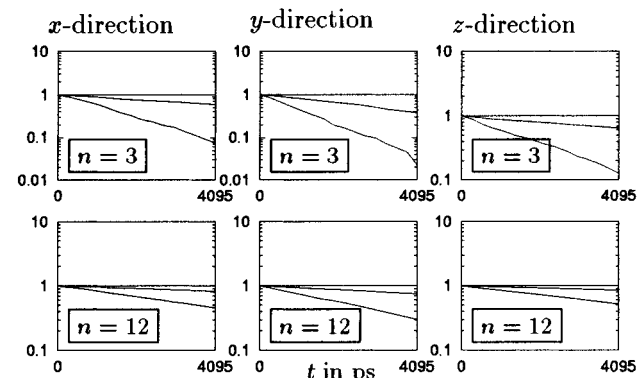 x-direction y-direction z-direction
10 10 10
1 1 1
0.1 0.1
0.01 0.01 0.1
n = 3 n = 3 n = 3
0 4095 0 4095 0 4095
10 10 10
1 1 1
0.1 0.1 0.1
n = 12 n = 12 n = 12
0 4095 0 4095 0 4095
t in ps